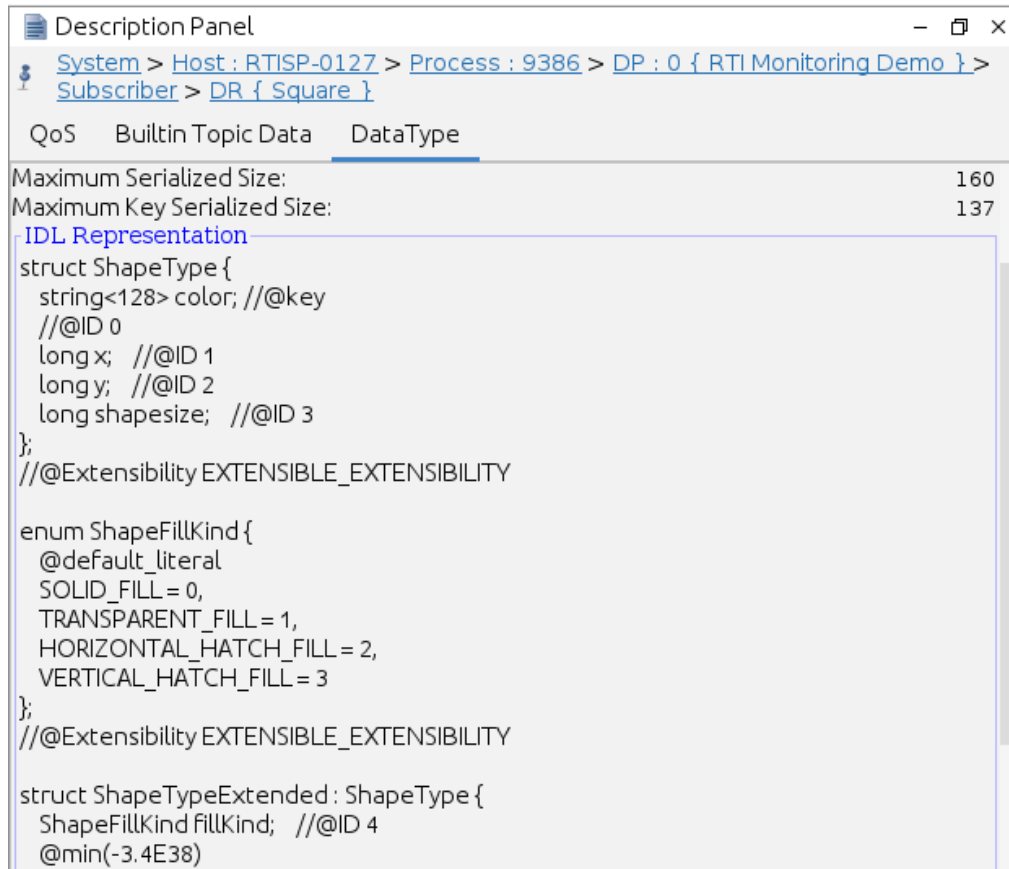 Description Panel
System > Host : RTISP-0127 > Process : 9386 > DP : 0 { RTI Monitoring Demo } >
Subscriber > DR { Square }
QoS Builtin Topic Data DataType
Maximum Serialized Size: 160
Maximum Key Serialized Size: 137
IDL Representation
struct ShapeType {
string<128> color; //@key
//@ID 0
long x; //@ID 1
long y; //@ID 2
long shapesize; //@ID 3
};
//@Extensibility EXTENSIBLE_EXTENSIBILITY
enum ShapeFillKind {
@default_literal
SOLID_FILL = 0,
TRANSPARENT_FILL = 1,
HORIZONTAL_HATCH_FILL = 2,
VERTICAL_HATCH_FILL = 3
};
//@Extensibility EXTENSIBLE_EXTENSIBILITY
struct ShapeTypeExtended : ShapeType {
ShapeFillKind fillKind; //@ID 4
@min(-3.4E38)